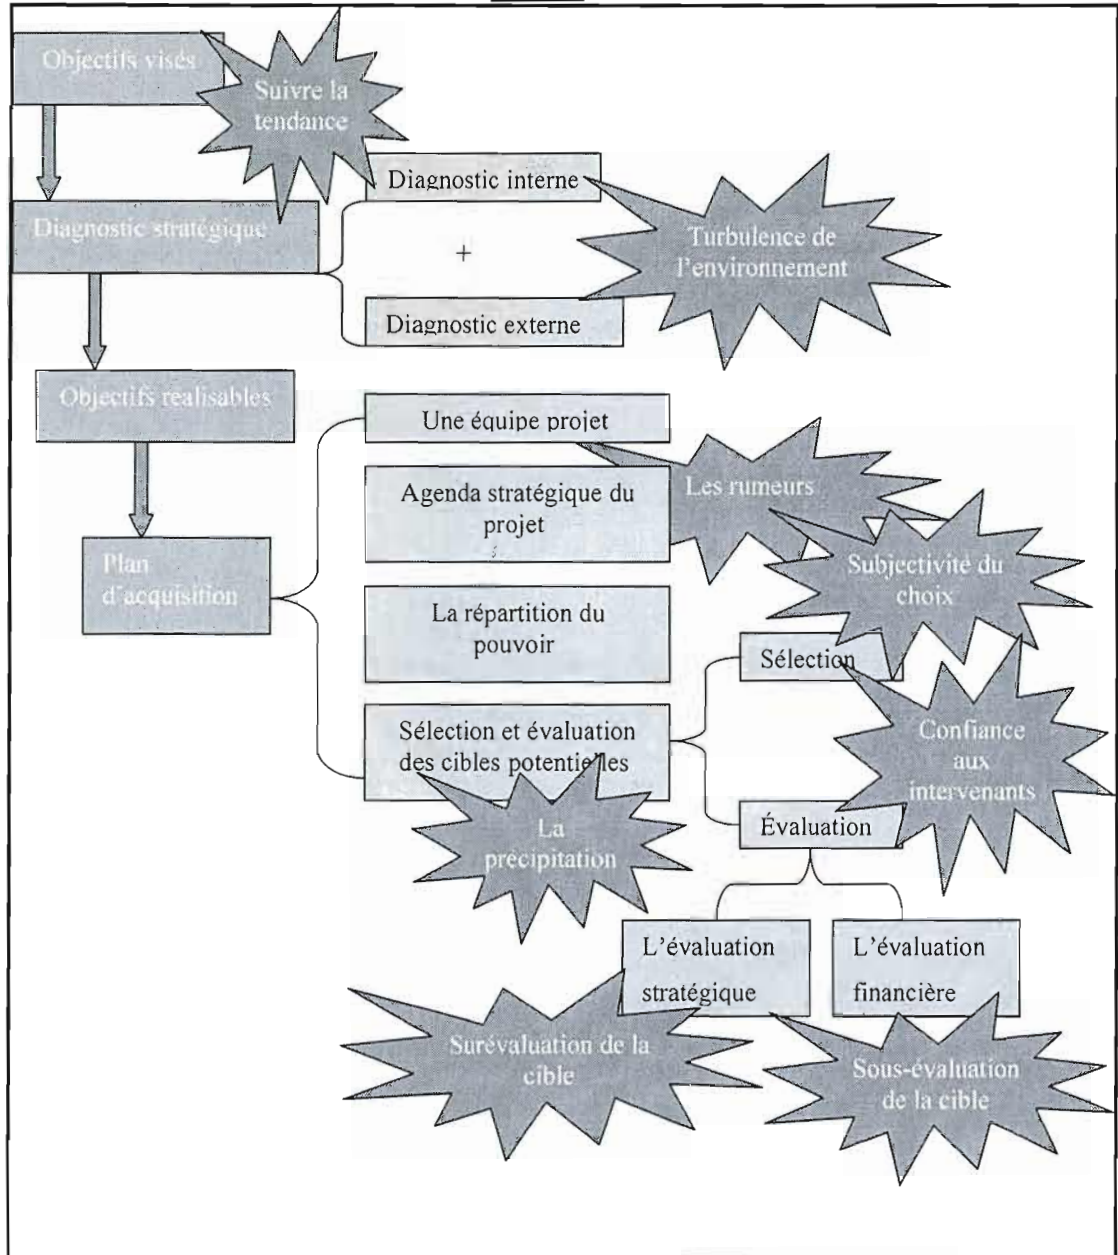 Objectifs visés
Suivre la
tendance
Diagnostic interne
Diagnostic stratégique
+
Turbulence de
l'environnement
Diagnostic externe
Objectifs réalisables
Une équipe projet
Les rumeurs
Agenda stratégique du
projet
Subjectivité du
choix
Plan
d'acquisition
La répartition du
pouvoir
Sélection
Sélection et évaluation
des cibles potentielles
Confiance
aux
intervenants
La
précipitation
Évaluation
L'évaluation
stratégique
L'évaluation
financière
Surévaluation de la
cible
Sous-évaluation
de la cible